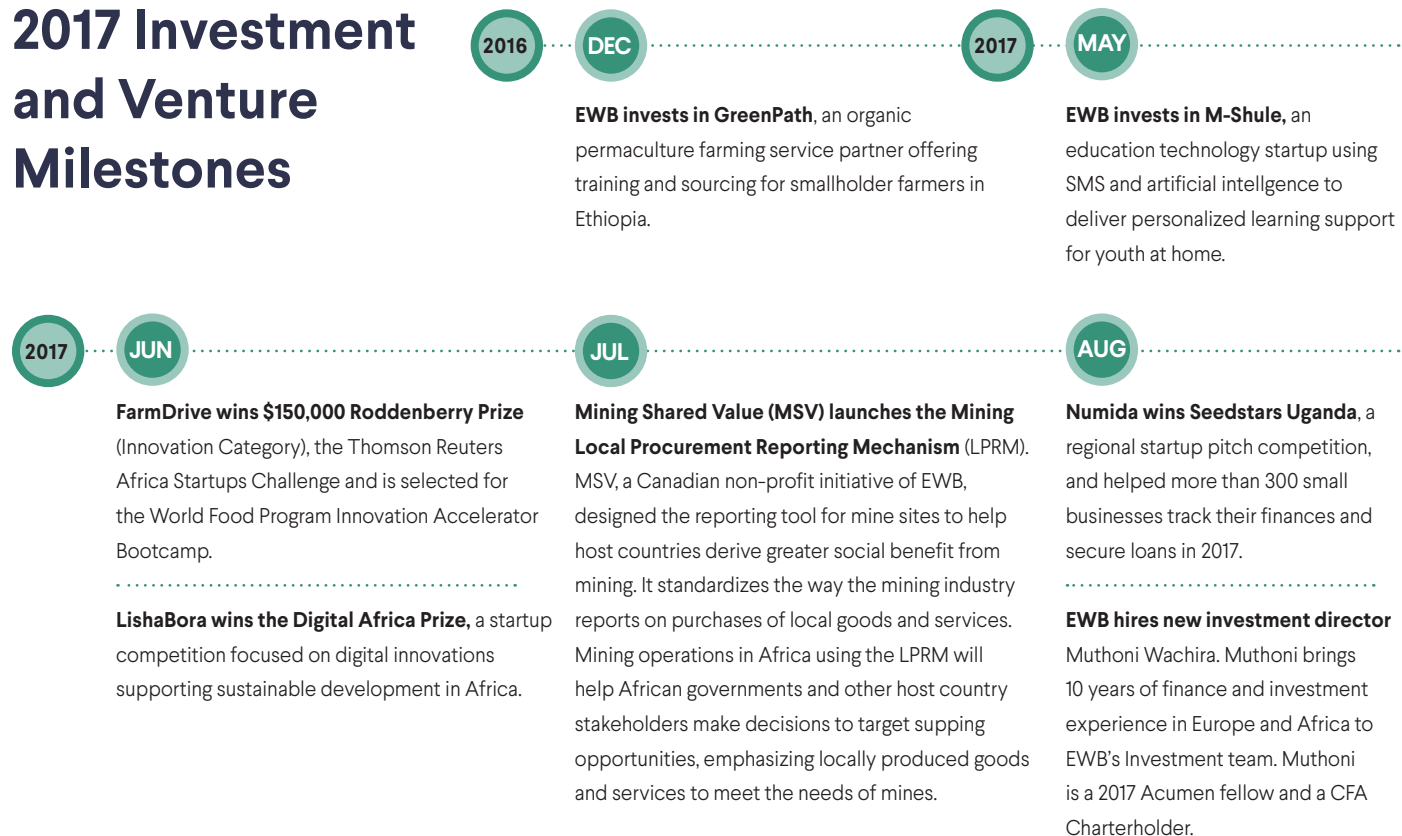 2017 Investment
and Venture
Milestones
2016
DEC
EWB invests in GreenPath, an organic
permaculture farming service partner offering
training and sourcing for smallholder farmers in
Ethiopia.
2017
MAY
EWB invests in M-Shule, an
education technology startup using
SMS and artificial intellgence to
deliver personalized learning support
for youth at home.
2017
JUN
FarmDrive wins $150,000 Roddenberry Prize
(Innovation Category), the Thomson Reuters
Africa Startups Challenge and is selected for
the World Food Program Innovation Accelerator
Bootcamp.
LishaBora wins the Digital Africa Prize, a startup
competition focused on digital innovations
supporting sustainable development in Africa.
JUL
Mining Shared Value (MSV) launches the Mining
Local Procurement Reporting Mechanism (LPRM).
MSV, a Canadian non-profit initiative of EWB,
designed the reporting tool for mine sites to help
host countries derive greater social benefit from
mining. It standardizes the way the mining industry
reports on purchases of local goods and services.
Mining operations in Africa using the LPRM will
help African governments and other host country
stakeholders make decisions to target supping
opportunities, emphasizing locally produced goods
and services to meet the needs of mines.
AUG
Numida wins Seedstars Uganda, a
regional startup pitch competition,
and helped more than 300 small
businesses track their finances and
secure loans in 2017.
EWB hires new investment director
Muthoni Wachira. Muthoni brings
10 years of finance and investment
experience in Europe and Africa to
EWB's Investment team. Muthoni
is a 2017 Acumen fellow and a CFA
Charterholder.